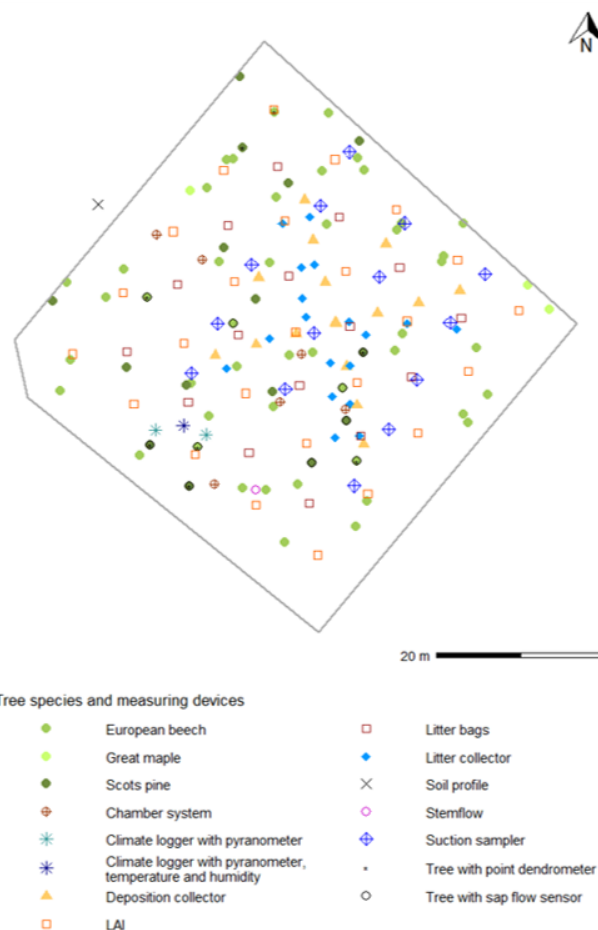 N
20 m
Tree species and measuring devices
European beech
Great maple
Scots pine
Chamber system
Climate logger with pyranometer
Climate logger with pyranometer,
temperature and humidity
Deposition collector
LAI
Litter bags
Litter collector
Soil profile
Stemflow
Suction sampler
Tree with point dendrometer
Tree with sap flow sensor